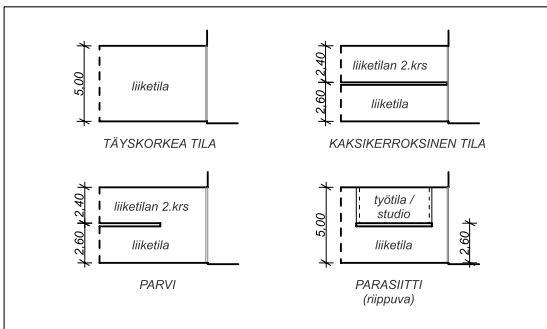 5,00
liiketila
TÄYSKORKEA TILA
2,40
2,60
liiketilan 2.krs
liiketila
KAKSIKERROKSINEN TILA
2,40
2,60
liiketilan 2.krs
liiketila
PARVI
5,00
työtila /
studio
liiketila
2,60
PARASIITTI
(riippuva)